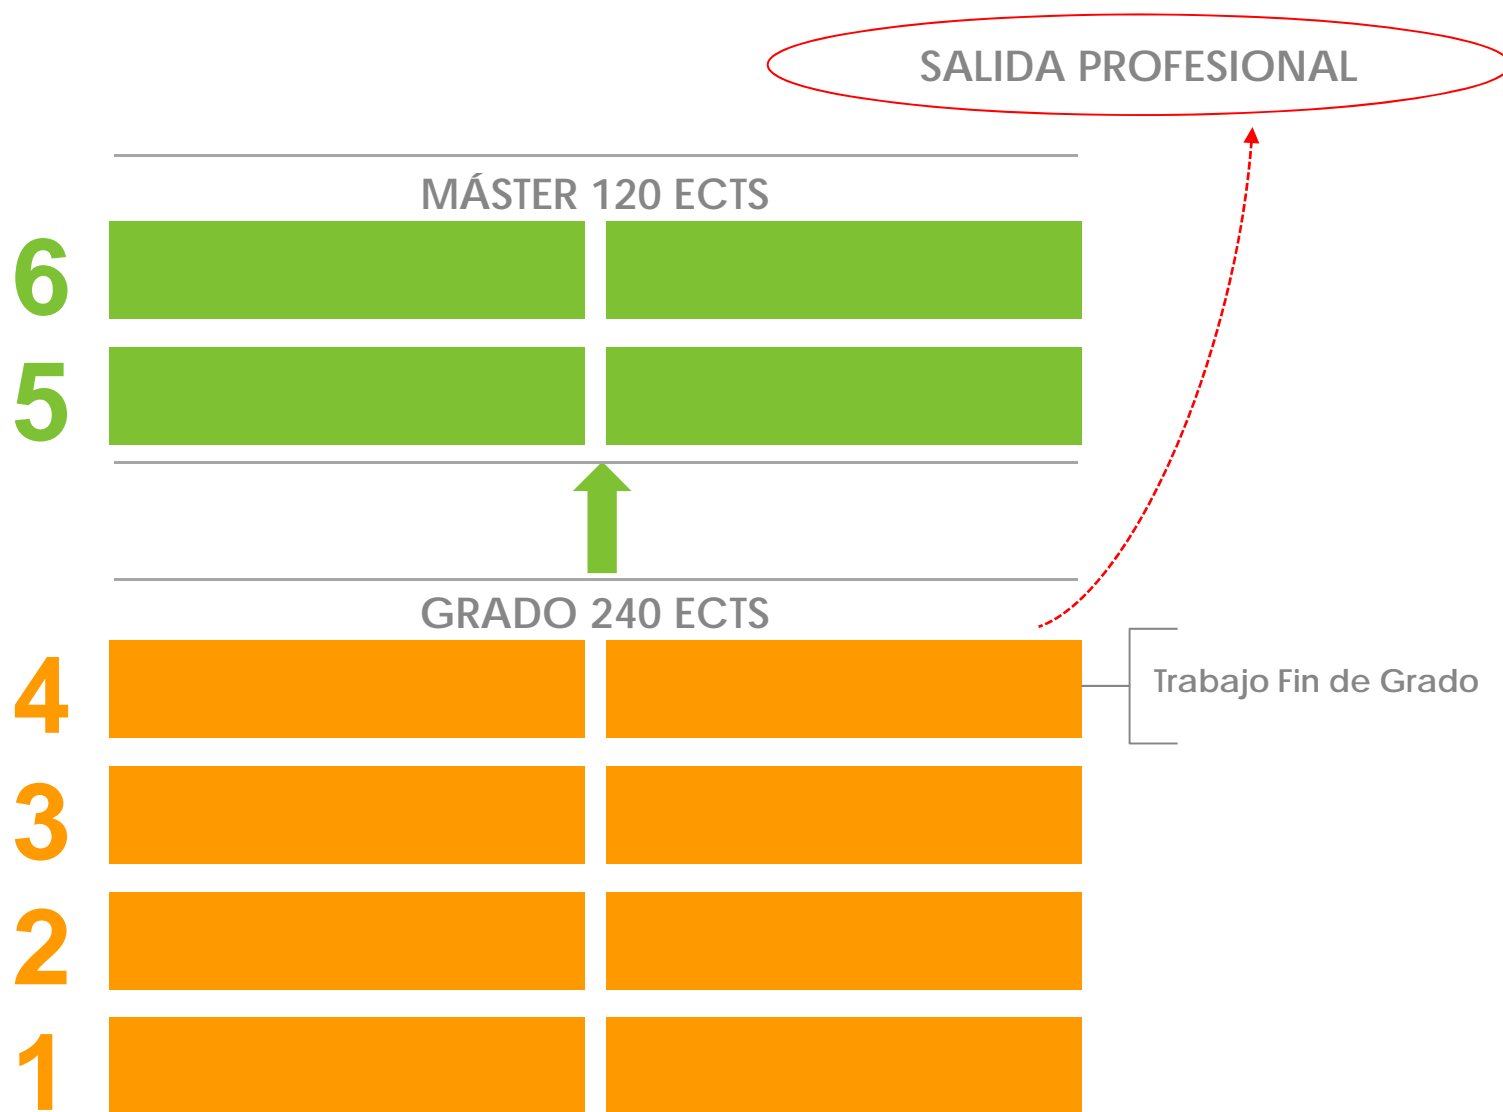 SALIDA PROFESIONAL
MÁSTER 120 ECTS
6
5
GRADO 240 ECTS
4
Trabajo Fin de Grado
3
2
1